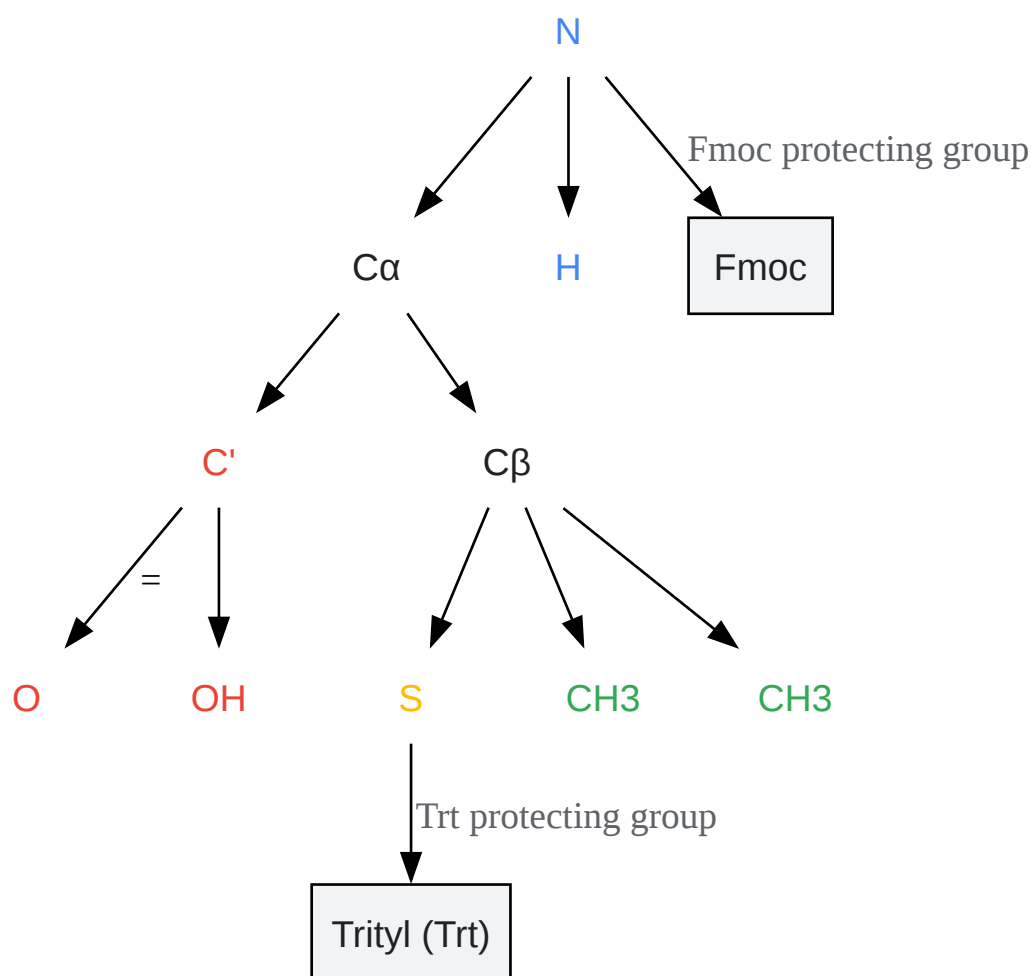 N
Fmoc protecting group
Cα
H
Fmoc
C'
Cβ
=
O
OH
S
CH3
CH3
Trt protecting group
Trityl (Trt)